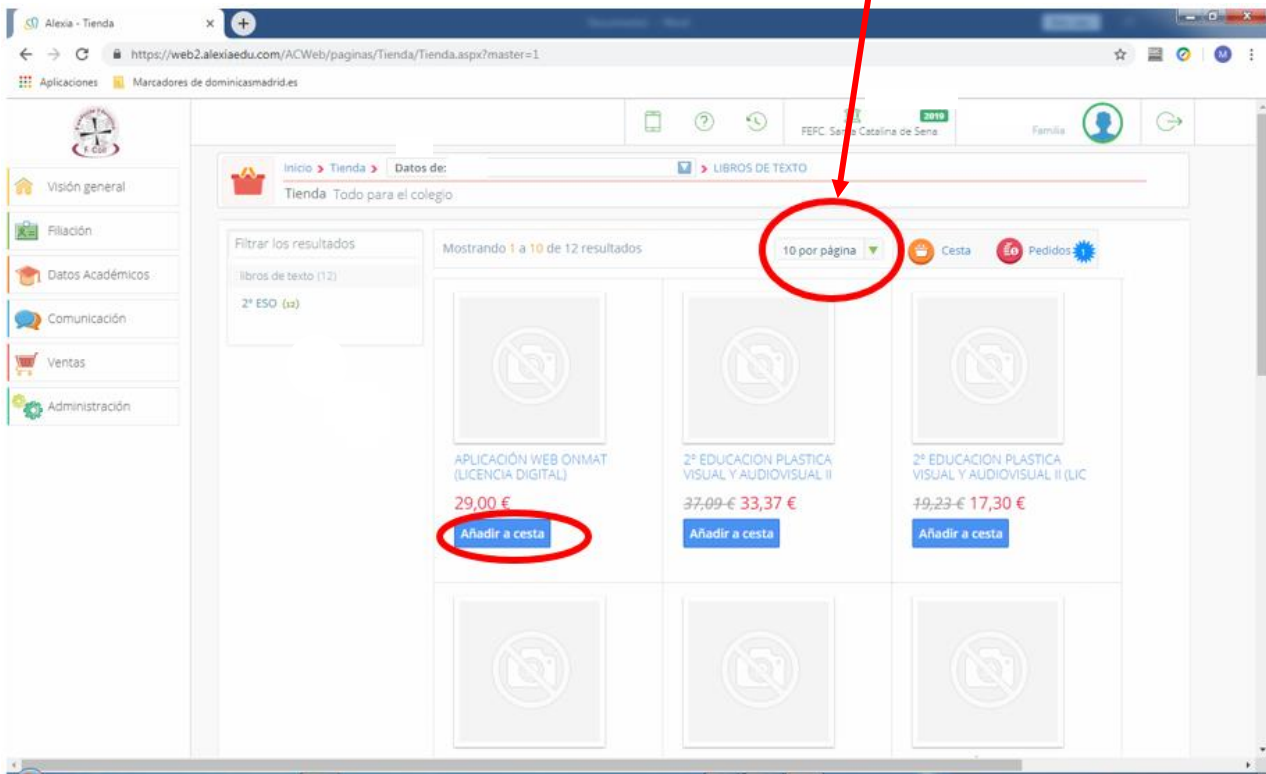 Alexia - Tienda
https://web2.alexiaedu.com/ACWeb/paginas/Tienda/Tienda.aspx?master=1
M
Aplicaciones
Marcadores de dominicasmadrid.es
2019
FEFC. Santa Catalina de Sena
Familia
Visión general
Filiación
Datos Académicos
Comunicación
Ventas
Administración
Inicio > Tienda > Datos de: > LIBROS DE TEXTO
Tienda Todo para el colegio
Filtrar los resultados
libros de texto (12)
2º ESO (12)
Mostrando 1 a 10 de 12 resultados
10 por página
Cesta
Pedidos 1
APLICACIÓN WEB ONMAT
(LICENCIA DIGITAL)
29,00 €
Añadir a cesta
2º EDUCACION PLASTICA
VISUAL Y AUDIOVISUAL II
37,09 € 33,37 €
Añadir a cesta
2º EDUCACION PLASTICA
VISUAL Y AUDIOVISUAL II (LIC
19,23 € 17,30 €
Añadir a cesta